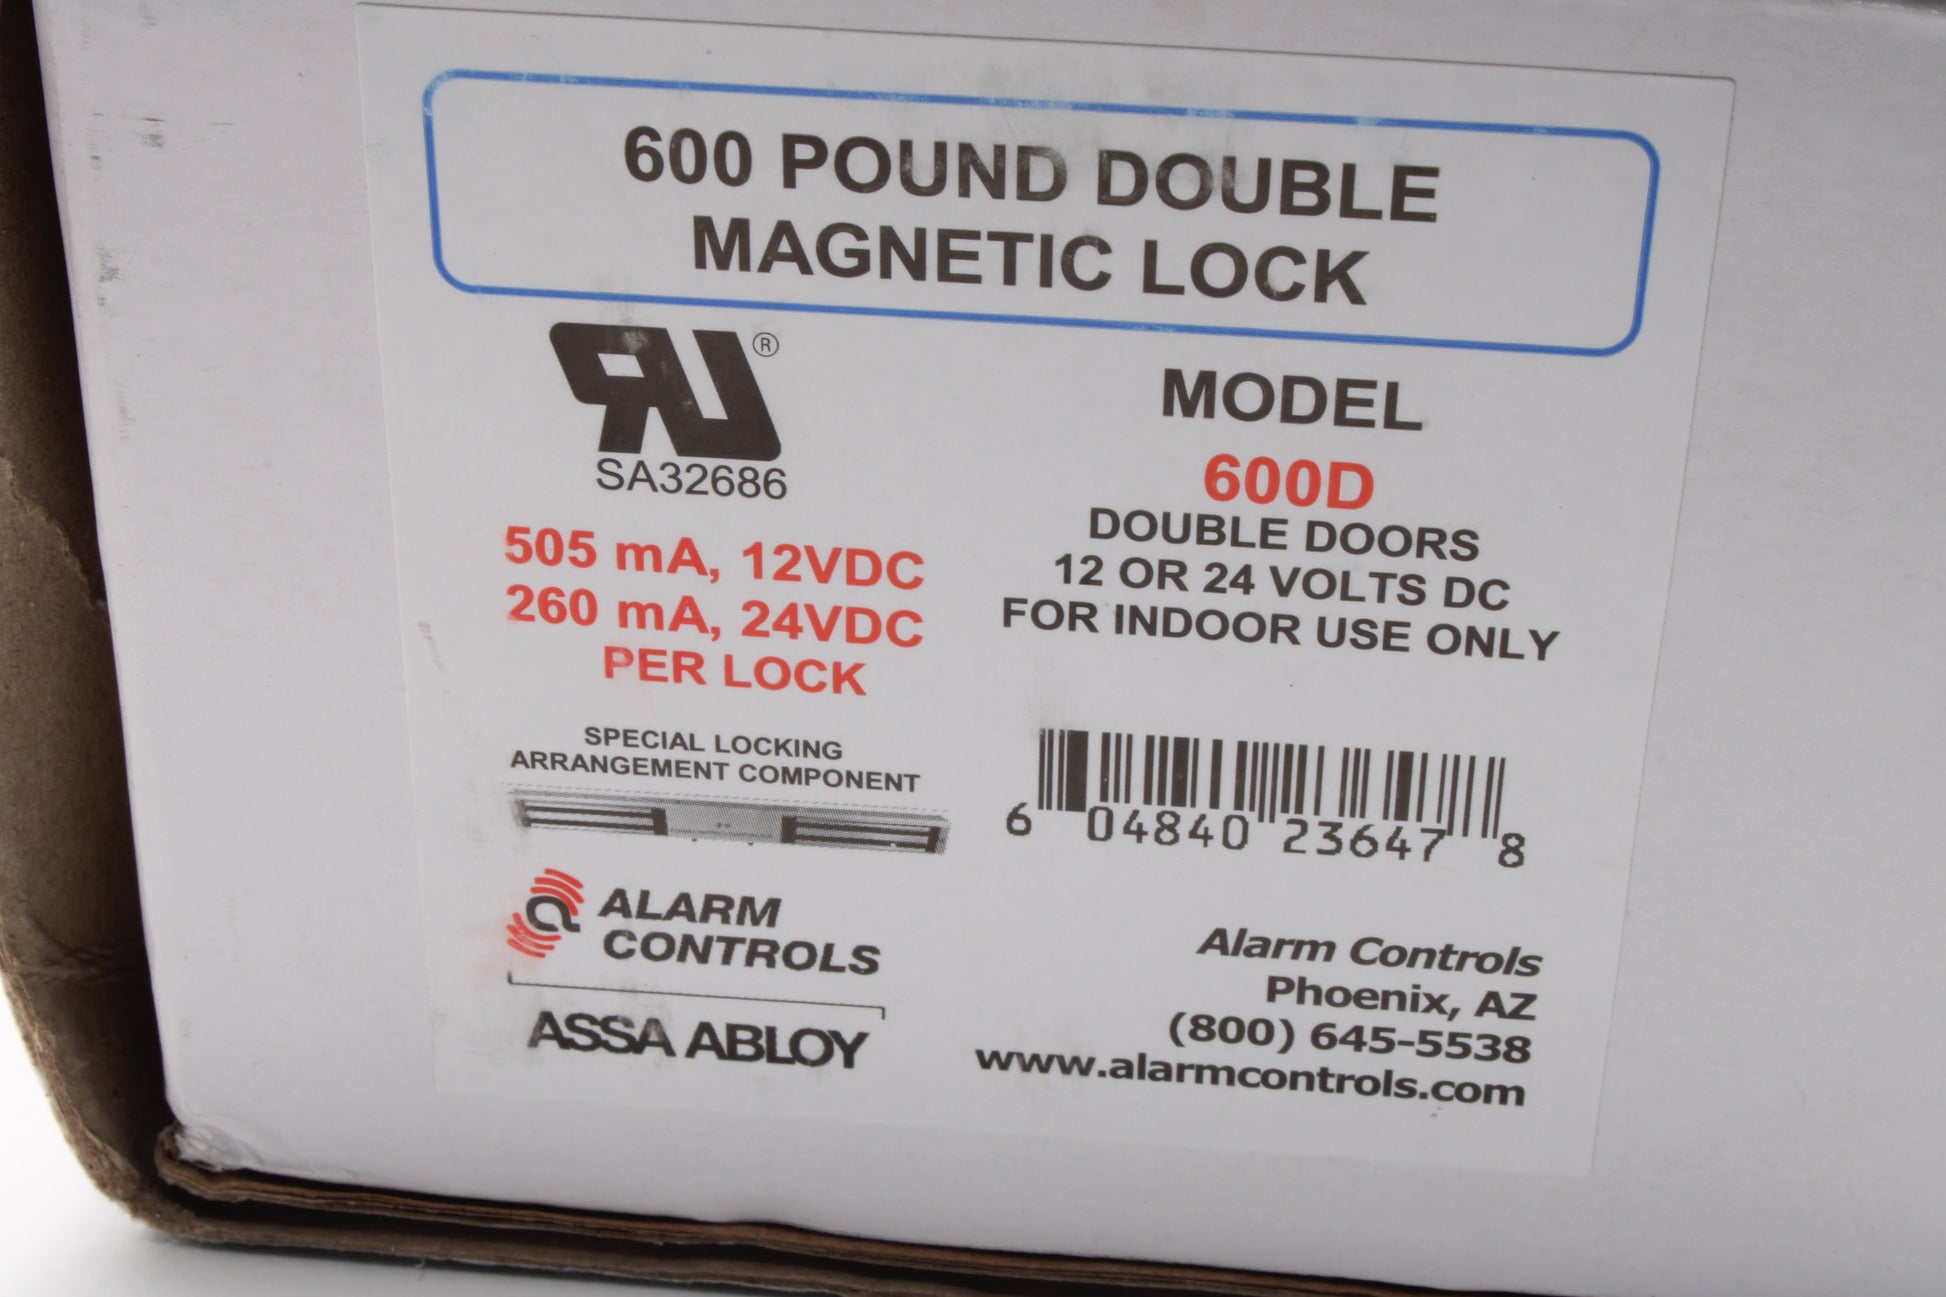 600 POUND DOUBLE
MAGNETIC LOCK
RU®
SA32686
505 mA, 12VDC
260 mA, 24VDC
PER LOCK
MODEL
600D
DOUBLE DOORS
12 OR 24 VOLTS DC
FOR INDOOR USE ONLY
SPECIAL LOCKING
ARRANGEMENT COMPONENT
6 04840 23647 8
ALARM
CONTROLS
ASSA ABLOY
Alarm Controls
Phoenix, AZ
(800) 645-5538
www.alarmcontrols.com